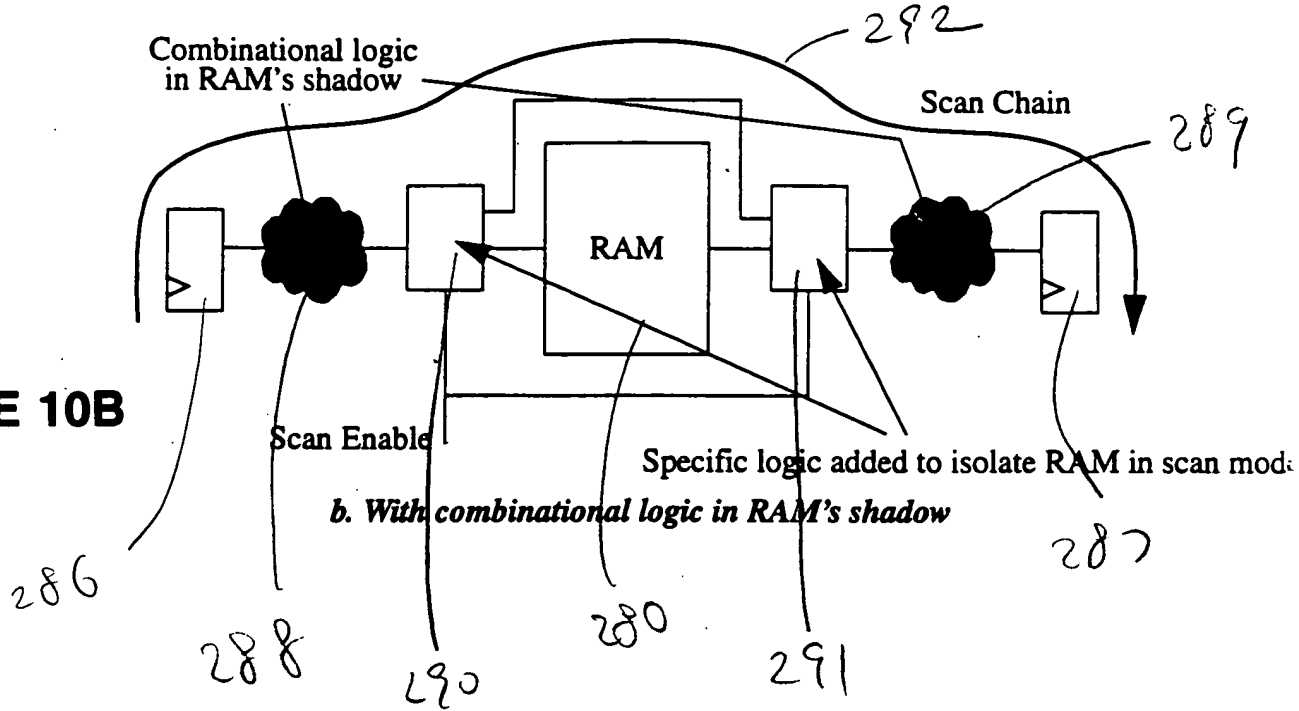 292
Combinational logic
in RAM's shadow
Scan Chain
289
RAM
E 10B
Scan Enable
Specific logic added to isolate RAM in scan mod
b. With combinational logic in RAM's shadow
286
288
290
280
291
287